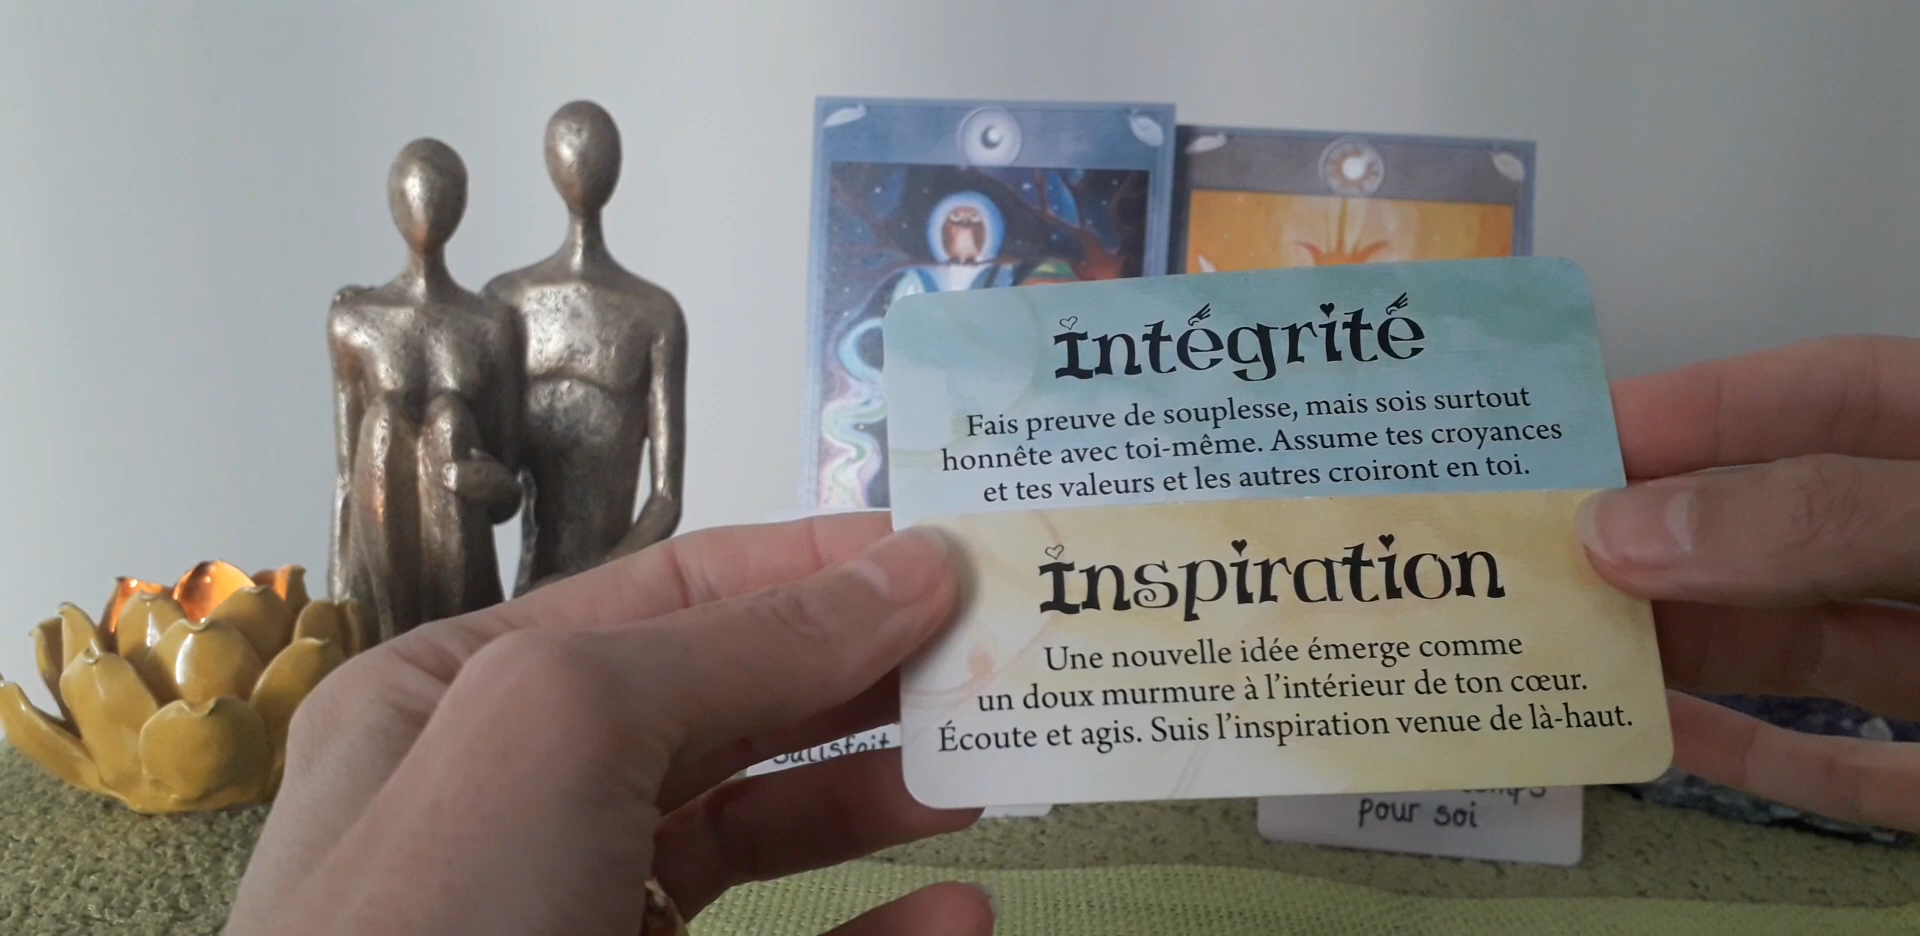 intégrité
Fais preuve de souplesse, mais sois surtout
honnête avec toi-même. Assume tes croyances
et tes valeurs et les autres croiront en toi.
inspiration
Une nouvelle idée émerge comme
un doux murmure à l'intérieur de ton cœur.
Écoute et agis. Suis l'inspiration venue de là-haut.
Satisfait
pour soi